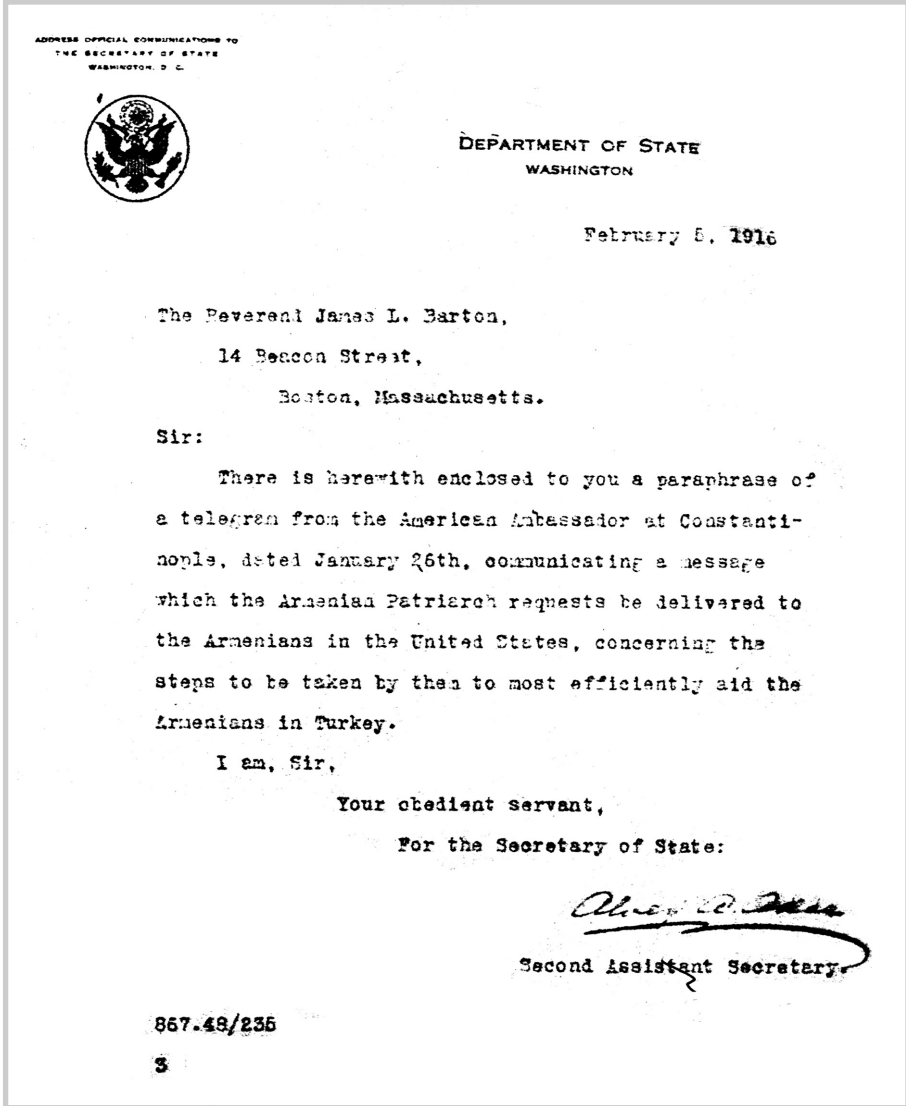 ADDRESS OFFICIAL COMMUNICATIONS TO
THE SECRETARY OF STATE
WASHINGTON, D. C.
DEPARTMENT OF STATE
WASHINGTON
February 5, 1916
The Reverend James L. Barton,
14 Beacon Street,
Boston, Massachusetts.
Sir:
There is herewith enclosed to you a paraphrase of
a telegram from the American Ambassador at Constanti-
nople, dated January 26th, communicating a message
which the Armenian Patriarch requests be delivered to
the Armenians in the United States, concerning the
steps to be taken by them to most efficiently aid the
Armenians in Turkey.
I am, Sir,
Your obedient servant,
For the Secretary of State:
Second Assistant Secretary.
867.48/235
3